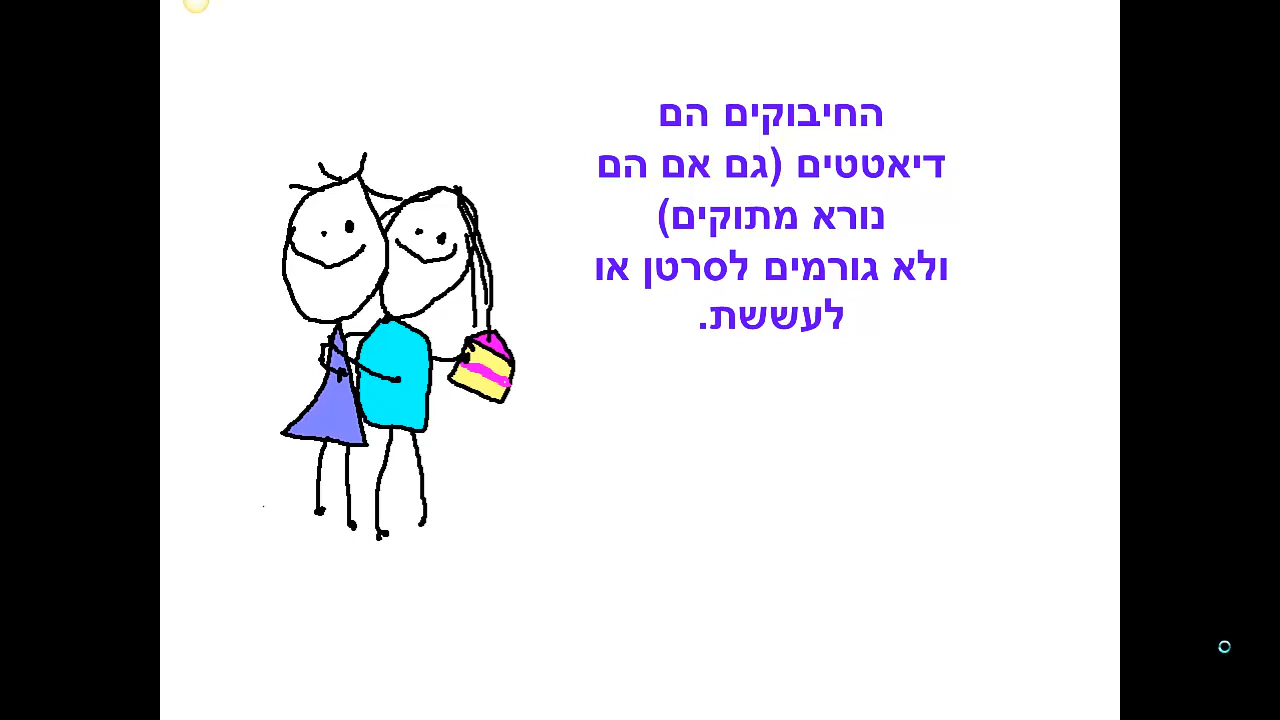 החיבוקים הם
דיאטטים (גם אם הם
נורא מתוקים)
ולא גורמים לסרטן או
לעששת.